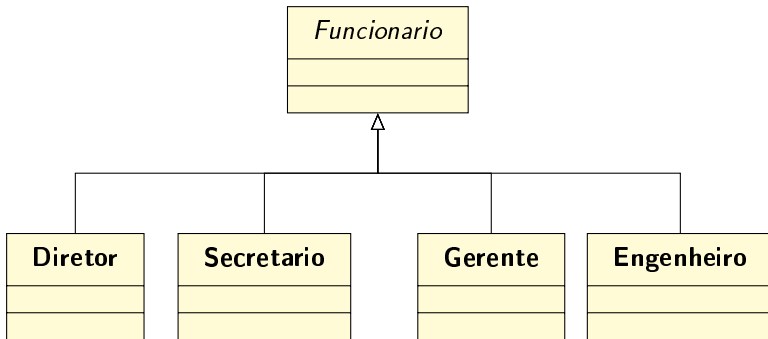 Funcionario
Diretor
Secretario
Gerente
Engenheiro